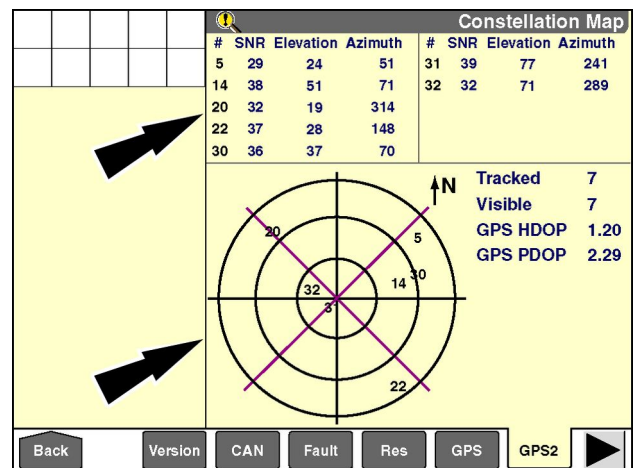 Constellation Map
# SNR Elevation Azimuth # SNR Elevation Azimuth
5 29 24 51 31 39 77 241
14 38 51 71 32 32 71 289
20 32 19 314
22 37 28 148
30 36 37 70
N
Tracked 7
Visible 7
GPS HDOP 1.20
GPS PDOP 2.29
20
5
30
14
32
3
22
Back Version CAN Fault Res GPS GPS2